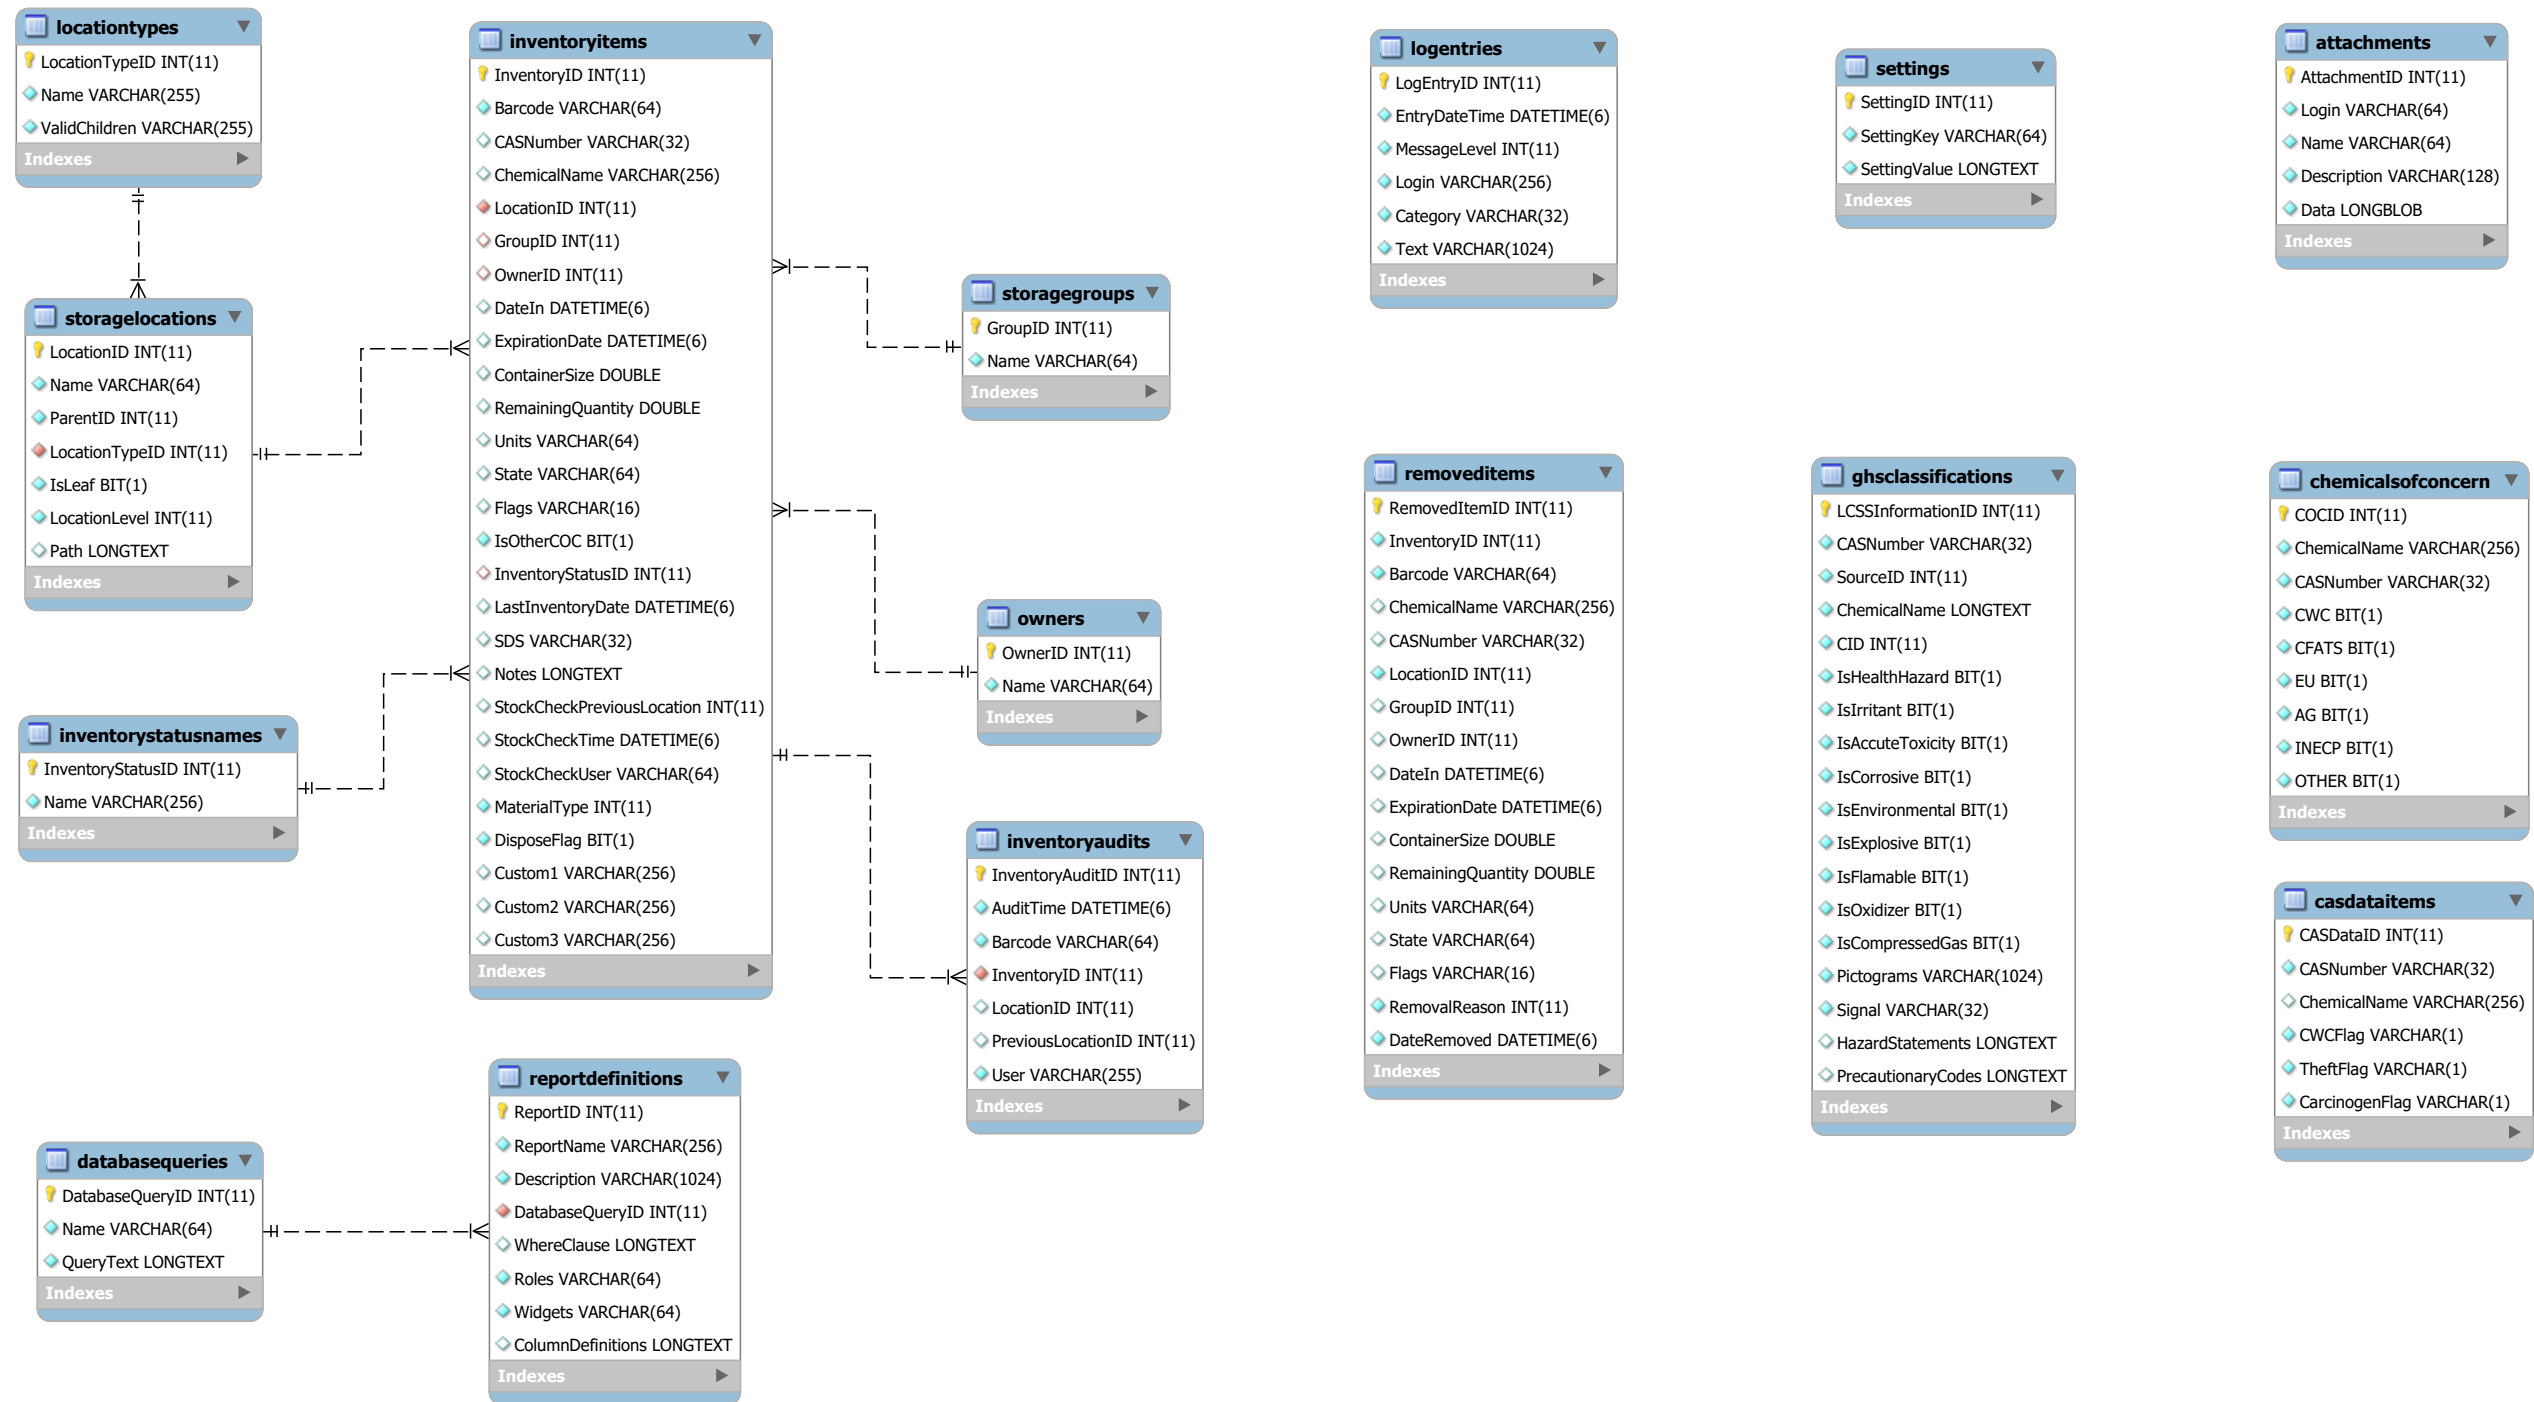 locationtypes
LocationTypeID INT(11)
Name VARCHAR(255)
ValidChildren VARCHAR(255)
Indexes
storagelocations
LocationID INT(11)
Name VARCHAR(64)
ParentID INT(11)
LocationTypeID INT(11)
IsLeaf BIT(1)
LocationLevel INT(11)
Path LONGTEXT
Indexes
inventorystatusnames
InventoryStatusID INT(11)
Name VARCHAR(256)
Indexes
databasequeries
DatabaseQueryID INT(11)
Name VARCHAR(64)
QueryText LONGTEXT
Indexes
inventoryitems
InventoryID INT(11)
Barcode VARCHAR(64)
CASNumber VARCHAR(32)
ChemicalName VARCHAR(256)
LocationID INT(11)
GroupID INT(11)
OwnerID INT(11)
DateIn DATETIME(6)
ExpirationDate DATETIME(6)
ContainerSize DOUBLE
RemainingQuantity DOUBLE
Units VARCHAR(64)
State VARCHAR(64)
Flags VARCHAR(16)
IsOtherCOC BIT(1)
InventoryStatusID INT(11)
LastInventoryDate DATETIME(6)
SDS VARCHAR(32)
Notes LONGTEXT
StockCheckPreviousLocation INT(11)
StockCheckTime DATETIME(6)
StockCheckUser VARCHAR(64)
MaterialType INT(11)
DisposeFlag BIT(1)
Custom1 VARCHAR(256)
Custom2 VARCHAR(256)
Custom3 VARCHAR(256)
Indexes
reportdefinitions
ReportID INT(11)
ReportName VARCHAR(256)
Description VARCHAR(1024)
DatabaseQueryID INT(11)
WhereClause LONGTEXT
Roles VARCHAR(64)
Widgets VARCHAR(64)
ColumnDefinitions LONGTEXT
Indexes
storagegroups
GroupID INT(11)
Name VARCHAR(64)
Indexes
owners
OwnerID INT(11)
Name VARCHAR(64)
Indexes
inventoryaudits
InventoryAuditID INT(11)
AuditTime DATETIME(6)
Barcode VARCHAR(64)
InventoryID INT(11)
LocationID INT(11)
PreviousLocationID INT(11)
User VARCHAR(255)
Indexes
logentries
LogEntryID INT(11)
EntryDateTime DATETIME(6)
MessageLevel INT(11)
Login VARCHAR(256)
Category VARCHAR(32)
Text VARCHAR(1024)
Indexes
removeditems
RemovedItemID INT(11)
InventoryID INT(11)
Barcode VARCHAR(64)
ChemicalName VARCHAR(256)
CASNumber VARCHAR(32)
LocationID INT(11)
GroupID INT(11)
OwnerID INT(11)
DateIn DATETIME(6)
ExpirationDate DATETIME(6)
ContainerSize DOUBLE
RemainingQuantity DOUBLE
Units VARCHAR(64)
State VARCHAR(64)
Flags VARCHAR(16)
RemovalReason INT(11)
DateRemoved DATETIME(6)
Indexes
settings
SettingID INT(11)
SettingKey VARCHAR(64)
SettingValue LONGTEXT
Indexes
ghsclassifications
LCSSInformationID INT(11)
CASNumber VARCHAR(32)
SourceID INT(11)
ChemicalName LONGTEXT
CID INT(11)
IsHealthHazard BIT(1)
IsIrritant BIT(1)
IsAccuteToxicity BIT(1)
IsCorrosive BIT(1)
IsEnvironmental BIT(1)
IsExplosive BIT(1)
IsFlamable BIT(1)
IsOxidizer BIT(1)
IsCompressedGas BIT(1)
Pictograms VARCHAR(1024)
Signal VARCHAR(32)
HazardStatements LONGTEXT
PrecautionaryCodes LONGTEXT
Indexes
attachments
AttachmentID INT(11)
Login VARCHAR(64)
Name VARCHAR(64)
Description VARCHAR(128)
Data LONGBLOB
Indexes
chemicalsofconcern
COCID INT(11)
ChemicalName VARCHAR(256)
CASNumber VARCHAR(32)
CWC BIT(1)
CFATS BIT(1)
EU BIT(1)
AG BIT(1)
INECP BIT(1)
OTHER BIT(1)
Indexes
casdataitems
CASDataID INT(11)
CASNumber VARCHAR(32)
ChemicalName VARCHAR(256)
CWCFlag VARCHAR(1)
TheftFlag VARCHAR(1)
CarcinogenFlag VARCHAR(1)
Indexes